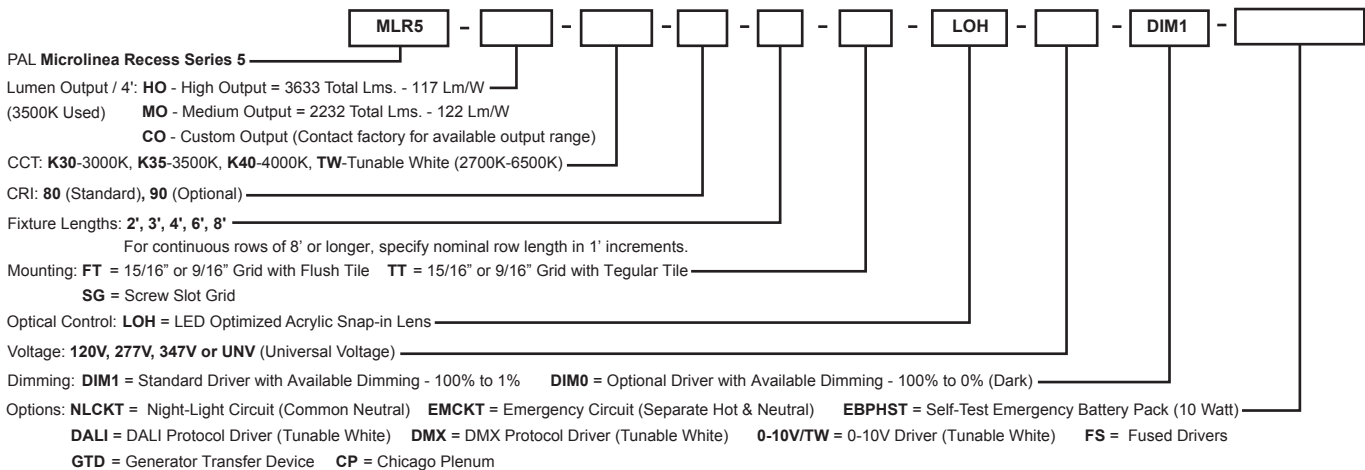 MLR5 - - - - - - LOH - - DIM1 -
PAL Microlinea Recess Series 5
Lumen Output / 4': HO - High Output = 3633 Total Lms. - 117 Lm/W
(3500K Used) MO - Medium Output = 2232 Total Lms. - 122 Lm/W
CO - Custom Output (Contact factory for available output range)
CCT: K30-3000K, K35-3500K, K40-4000K, TW-Tunable White (2700K-6500K)
CRI: 80 (Standard), 90 (Optional)
Fixture Lengths: 2', 3', 4', 6', 8'
For continuous rows of 8’ or longer, specify nominal row length in 1’ increments.
Mounting: FT = 15/16” or 9/16” Grid with Flush Tile TT = 15/16” or 9/16” Grid with Tegular Tile
SG = Screw Slot Grid
Optical Control: LOH = LED Optimized Acrylic Snap-in Lens
Voltage: 120V, 277V, 347V or UNV (Universal Voltage)
Dimming: DIM1 = Standard Driver with Available Dimming - 100% to 1% DIM0 = Optional Driver with Available Dimming - 100% to 0% (Dark)
Options: NLCKT = Night-Light Circuit (Common Neutral) EMCKT = Emergency Circuit (Separate Hot & Neutral) EBPHST = Self-Test Emergency Battery Pack (10 Watt)
DALI = DALI Protocol Driver (Tunable White) DMX = DMX Protocol Driver (Tunable White) 0-10V/TW = 0-10V Driver (Tunable White) FS = Fused Drivers
GTD = Generator Transfer Device CP = Chicago Plenum